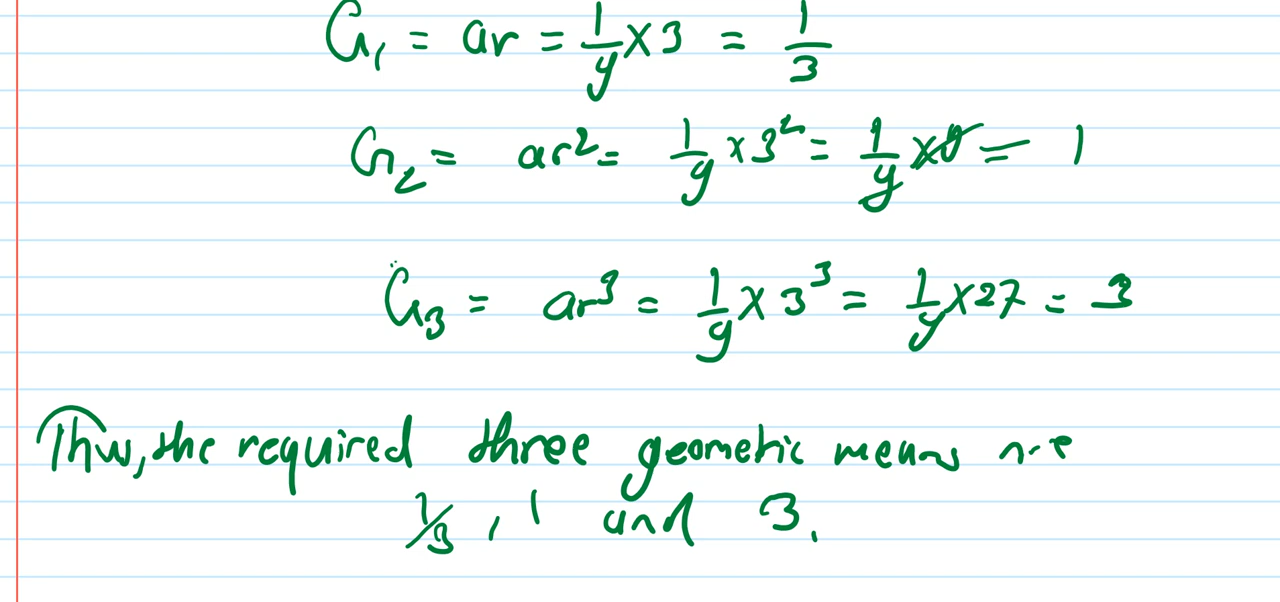 G₁ = ar = 1/9 × 3 = 1/3
G₂ = ar² = 1/9 × 3² = 1/9 × 9 = 1
G₃ = ar³ = 1/9 × 3³ = 1/9 × 27 = 3
Thus, the required three geometric means are
1/3, 1 and 3.